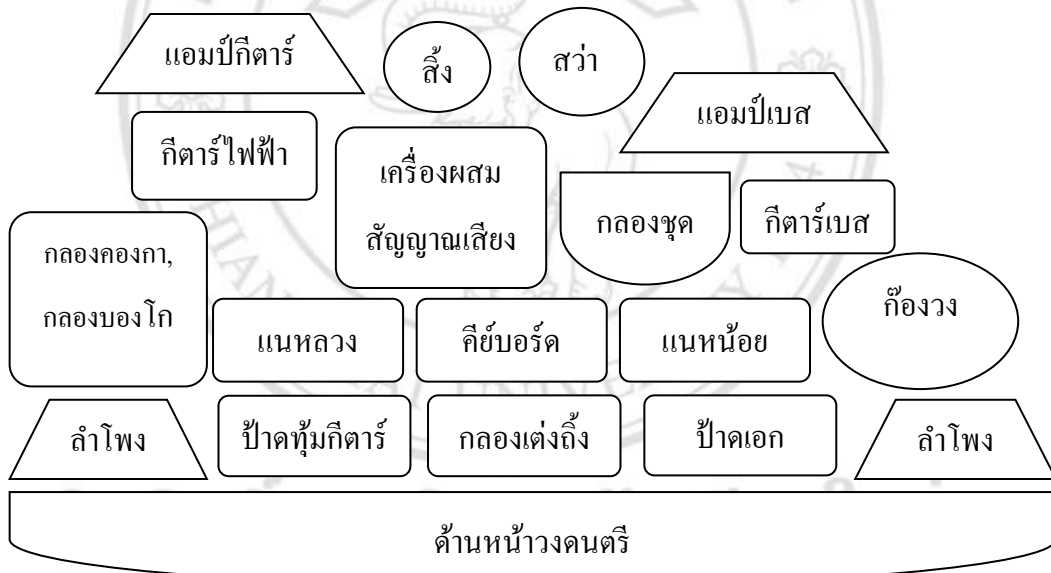 แอมป์กีตาร์
สิ้ง
สว่า
แอมป์เบส
กีตาร์ไฟฟ้า
เครื่องผสม
สัญญาณเสียง
กลองชุด
กีตาร์เบส
กลองคองกา,
กลองบองโก
ก๊องวง
แนหลวง
คีย์บอร์ด
แนหน้อย
ลำโพง
ป้าดทุ้มกีตาร์
กลองเต่งถิ้ง
ป้าดเอก
ลำโพง
ด้านหน้าวงดนตรี